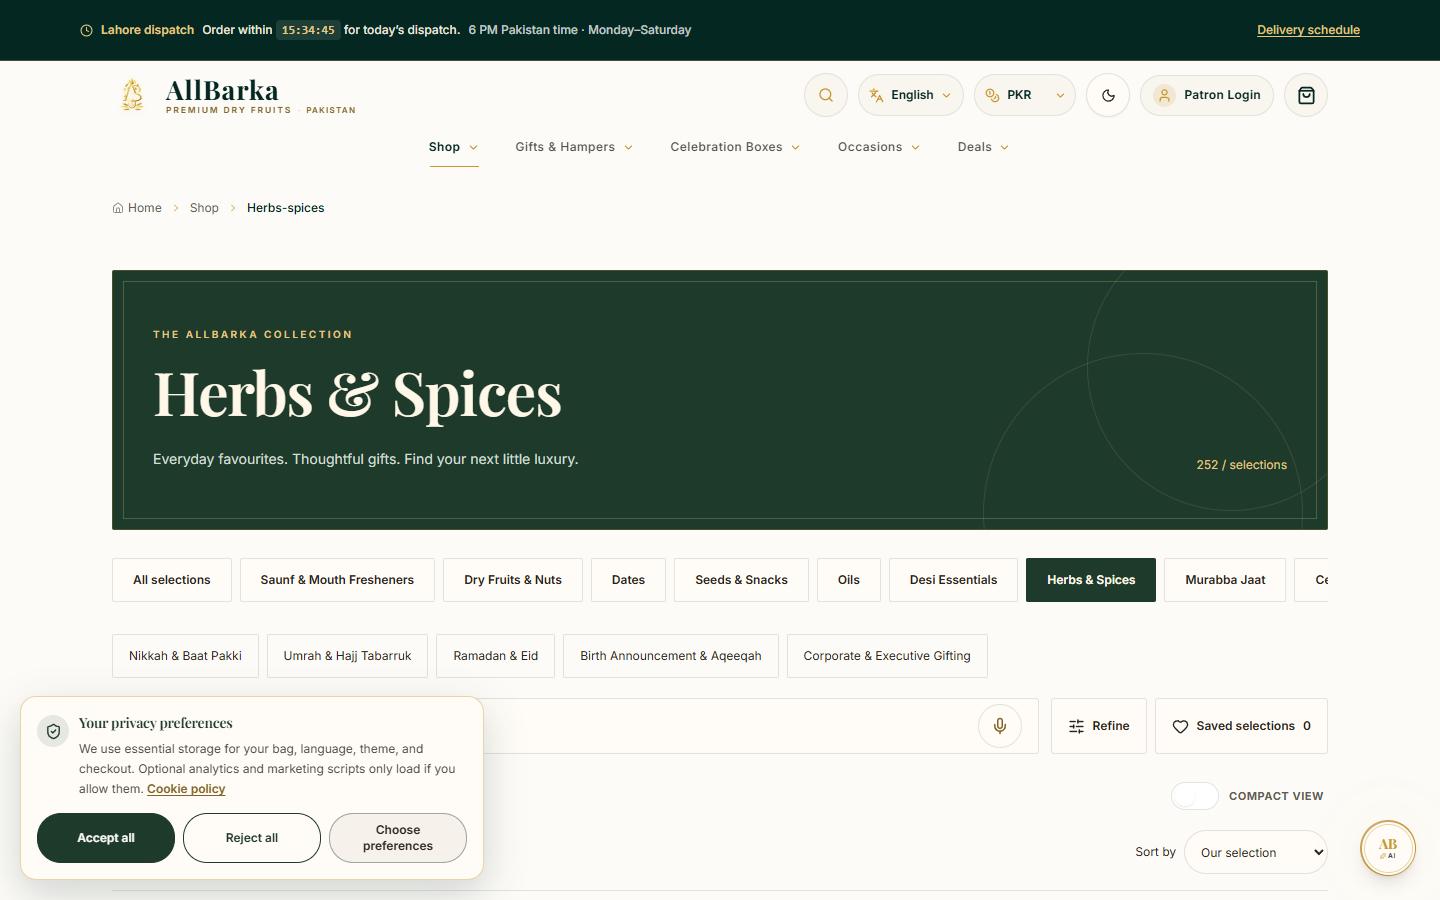 Lahore dispatch Order within 15:34:45 for today’s dispatch. 6 PM Pakistan time · Monday–Saturday Delivery schedule
AllBarka
PREMIUM DRY FRUITS · PAKISTAN
English PKR Patron Login
Shop Gifts & Hampers Celebration Boxes Occasions Deals
Home Shop Herbs-spices
THE ALLBARKA COLLECTION
Herbs & Spices
Everyday favourites. Thoughtful gifts. Find your next little luxury.
252 / selections
All selections Saunf & Mouth Fresheners Dry Fruits & Nuts Dates Seeds & Snacks Oils Desi Essentials Herbs & Spices Murabba Jaat Ce
Nikkah & Baat Pakki Umrah & Hajj Tabarruk Ramadan & Eid Birth Announcement & Aqeeqah Corporate & Executive Gifting
Refine Saved selections 0
COMPACT VIEW
Sort by Our selection
Your privacy preferences
We use essential storage for your bag, language, theme, and
checkout. Optional analytics and marketing scripts only load if you
allow them. Cookie policy
Accept all Reject all Choose
preferences
AB
AI